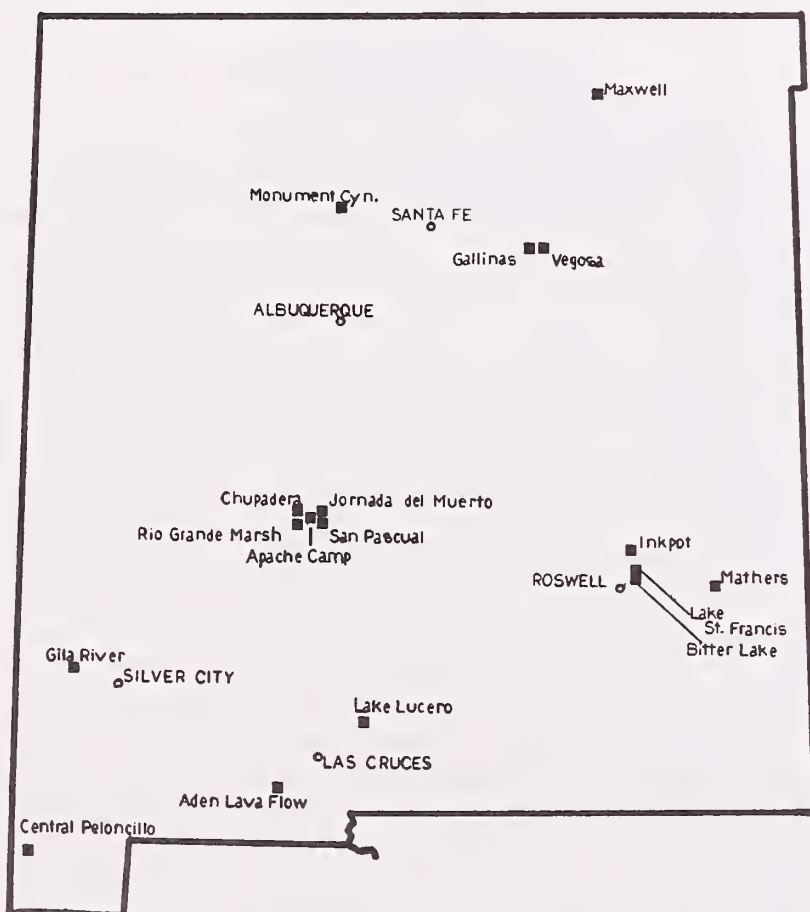 Maxwell
Monument Cyn.
SANTA FE
Gallinas
Vegosa
ALBUQUERQUE
Chupadera
Jornada del Muerto
Rio Grande Marsh
San Pascual
Apache Camp
Inkpot
ROSWELL
Mathers
Lake
St. Francis
Bitter Lake
Gila River
SILVER CITY
Lake Lucero
LAS CRUCES
Aden Lava Flow
Central Peloncillo